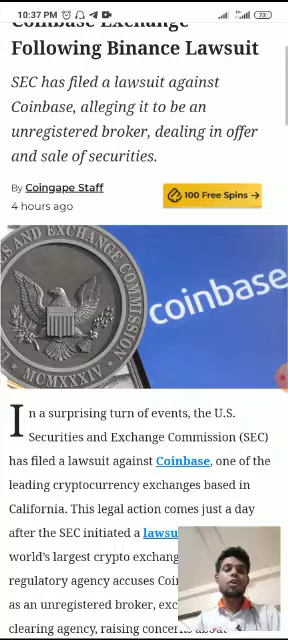 10:37 PM
73
Coinbase Exchange
Following Binance Lawsuit
SEC has filed a lawsuit against
Coinbase, alleging it to be an
unregistered broker, dealing in offer
and sale of securities.
By Coingape Staff
100 Free Spins →
4 hours ago
S AND EXCHANGE COMMISSION
MCMXXXIV
coinbase
In a surprising turn of events, the U.S.
Securities and Exchange Commission (SEC)
has filed a lawsuit against Coinbase, one of the
leading cryptocurrency exchanges based in
California. This legal action comes just a day
after the SEC initiated a lawsu
world's largest crypto exchang
regulatory agency accuses Coin
as an unregistered broker, exc
clearing agency, raising concerns about